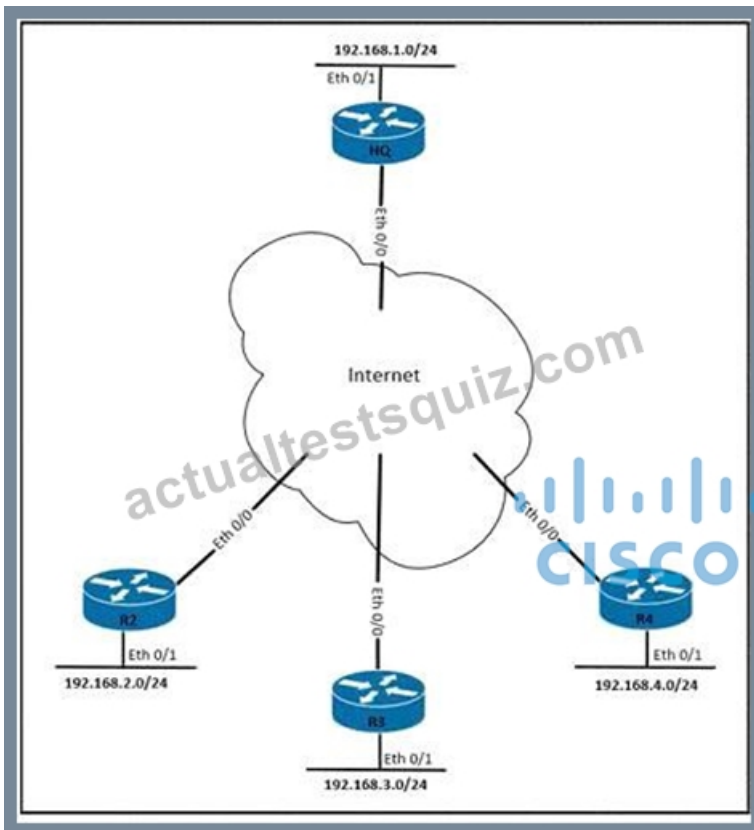 192.168.1.0/24
Eth 0/1
HQ
Eth 0/0
Internet
actualtestsquiz.com
CISCO
Eth 0/0
Eth 0/0
Eth 0/0
R2
R4
Eth 0/1
192.168.2.0/24
Eth 0/1
192.168.4.0/24
R3
Eth 0/1
192.168.3.0/24